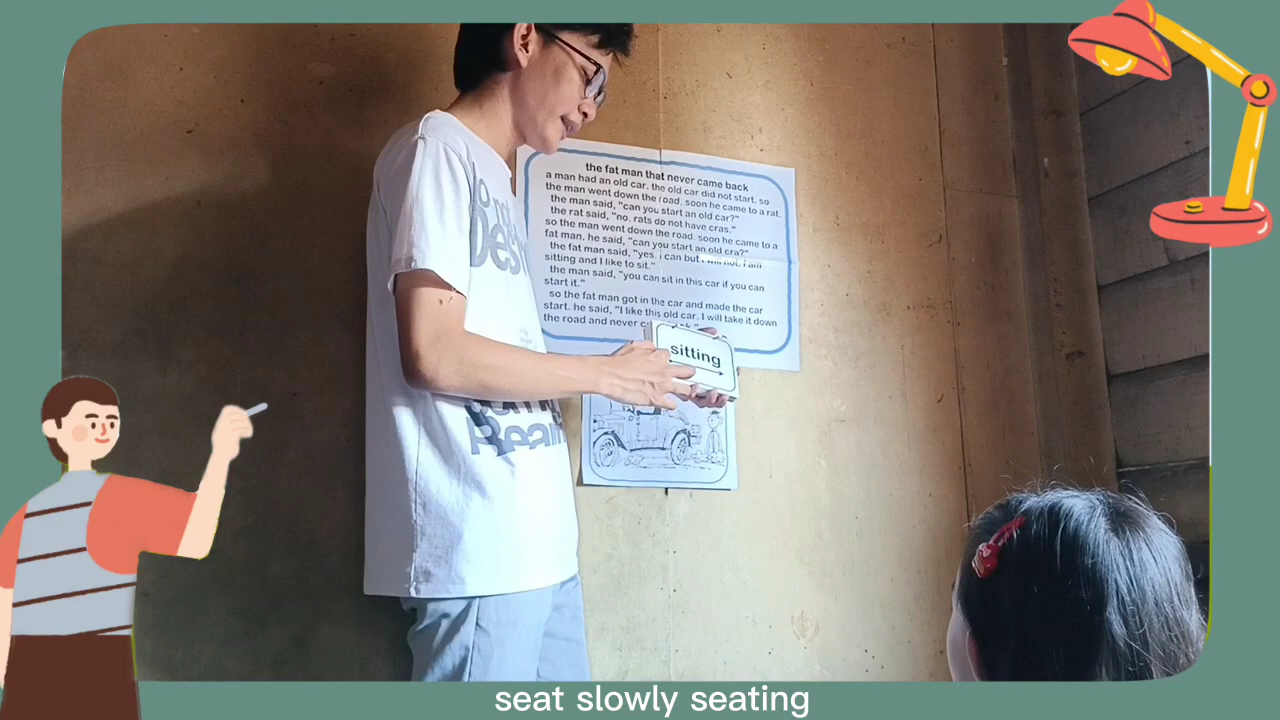 the fat man that never came back
a man had an old car. the old car did not start. so
the man went down the road. soon he came to a rat.
the man said, "can you start an old car?"
the rat said, "no. rats do not have cras."
so the man went down the road. soon he came to a
fat man. he said, "can you start an old cra?"
the fat man said, "yes. i can but I will not. I am
sitting and I like to sit."
the man said, "you can sit in this car if you can
start it."
so the fat man got in the car and made the car
start. he said, "I like this old car. I will take it down
the road and never
sitting
seat slowly seating